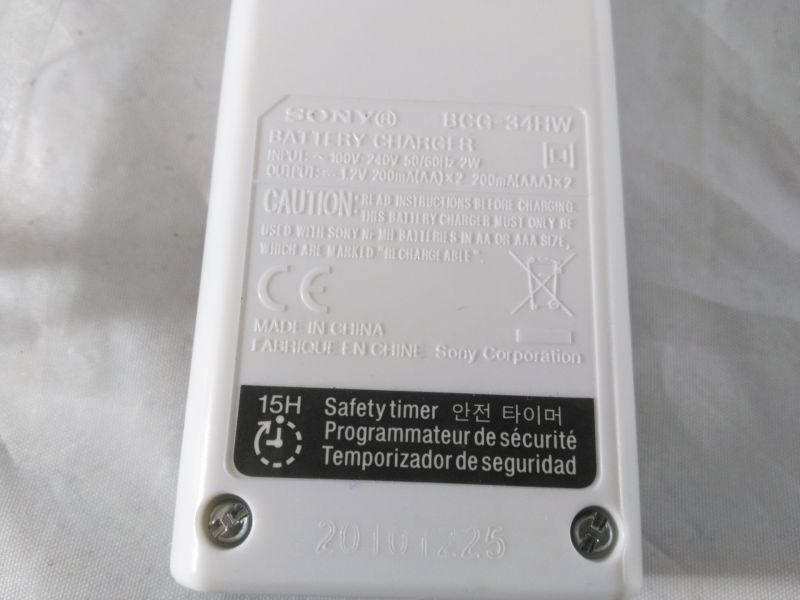 SONY® BCG-34HW
BATTERY CHARGER
INPUT: ~ 100V-240V 50/60Hz 2W
OUTPUT: ⎓ 1.2V 200mA(AA)×2 200mA(AAA)×2
CAUTION: READ INSTRUCTIONS BEFORE CHARGING.
THIS BATTERY CHARGER MUST ONLY BE
USED WITH SONY Ni-MH BATTERIES IN AA OR AAA SIZE,
WHICH ARE MARKED "RECHARGEABLE".
CE
MADE IN CHINA
FABRIQUE EN CHINE Sony Corporation
15H Safety timer 안전 타이머
Programmateur de sécurité
Temporizador de seguridad
20101225